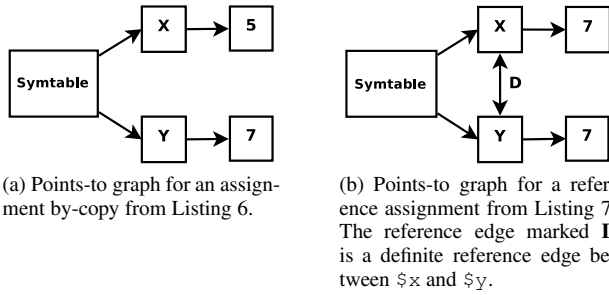 X
5
Symtable
Y
7
X
7
Symtable
D
Y
7
(a) Points-to graph for an assign-
ment by-copy from Listing 6.
(b) Points-to graph for a refer-
ence assignment from Listing 7
The reference edge marked
is a definite reference edge be-
tween $x and $y.